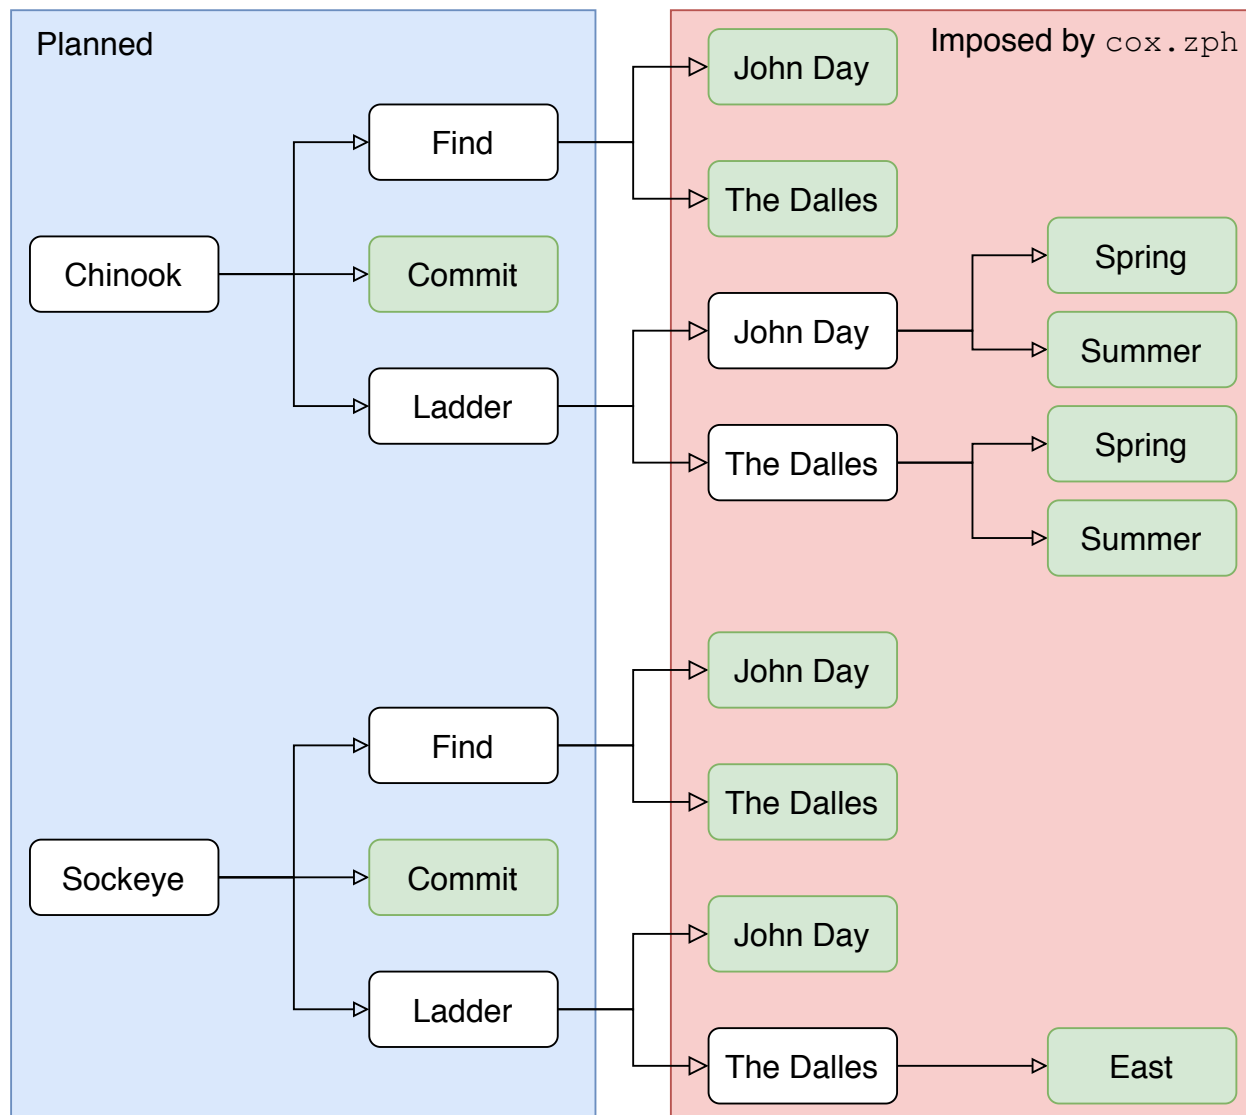 Planned
Imposed by cox.zph
John Day
Find
The Dalles
Chinook
Commit
Spring
John Day
Summer
Ladder
The Dalles
Spring
Summer
John Day
Find
The Dalles
Sockeye
Commit
John Day
Ladder
The Dalles
East